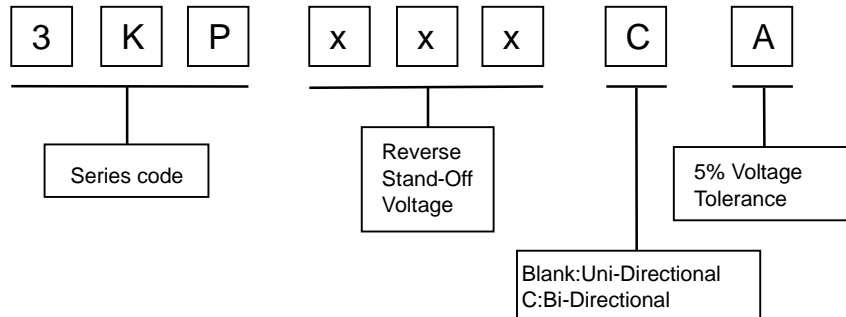 3 K P x x x C A
Series code
Reverse
Stand-Off
Voltage
5% Voltage
Tolerance
Blank:Uni-Directional
C:Bi-Directional